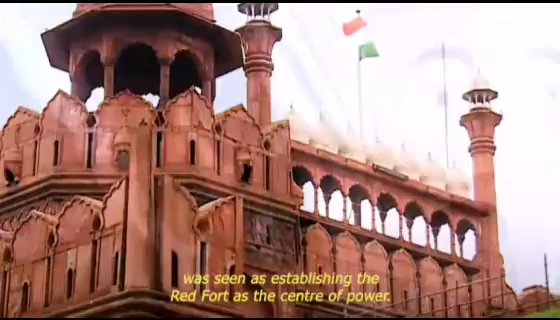 was seen as establishing the
Red Fort as the centre of power.